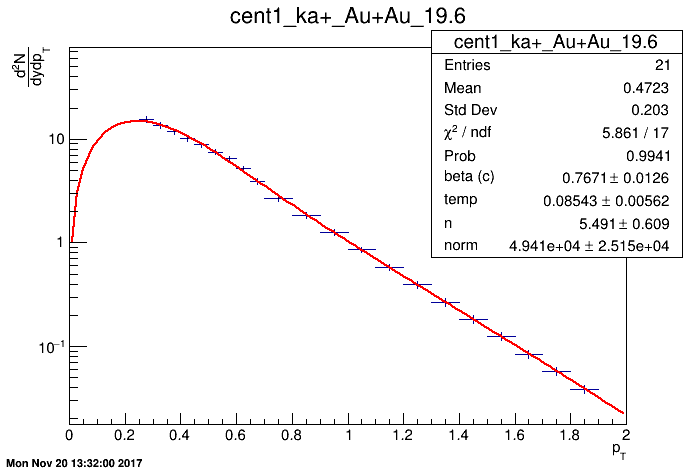 cent1_ka+_Au+Au_19.6
d²N
dydp_T
cent1_ka+_Au+Au_19.6
Entries 21
Mean 0.4723
Std Dev 0.203
χ² / ndf 5.861 / 17
Prob 0.9941
beta (c) 0.7671 ± 0.0126
temp 0.08543 ± 0.00562
n 5.491 ± 0.609
norm 4.941e+04 ± 2.515e+04
10
1
10⁻¹
0 0.2 0.4 0.6 0.8 1 1.2 1.4 1.6 1.8 2
p_T
Mon Nov 20 13:32:00 2017